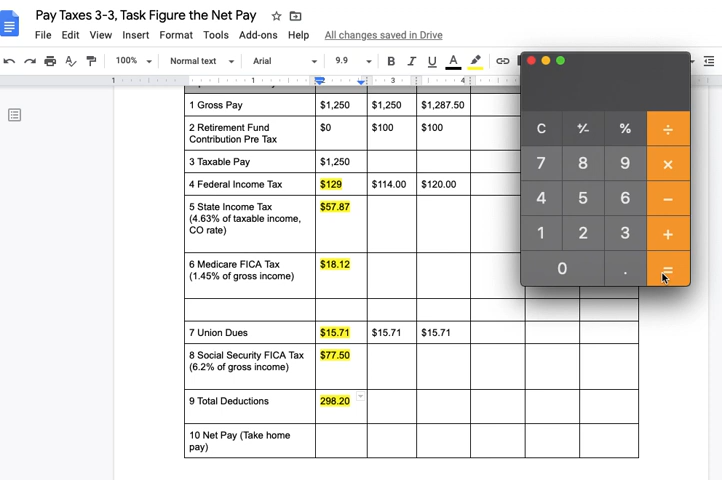 Pay Taxes 3-3, Task Figure the Net Pay
File Edit View Insert Format Tools Add-ons Help All changes saved in Drive
100% Normal text Arial 9.9 B I U A
1 1 2 3 4
1 Gross Pay $1,250 $1,250 $1,287.50
2 Retirement Fund $0 $100 $100
Contribution Pre Tax
3 Taxable Pay $1,250
4 Federal Income Tax $129 $114.00 $120.00
5 State Income Tax $57.87
(4.63% of taxable income,
CO rate)
6 Medicare FICA Tax $18.12
(1.45% of gross income)
7 Union Dues $15.71 $15.71 $15.71
8 Social Security FICA Tax $77.50
(6.2% of gross income)
9 Total Deductions 298.20
10 Net Pay (Take home
pay)
C +⁄- % ÷
7 8 9 ×
4 5 6 −
1 2 3 +
0 . =